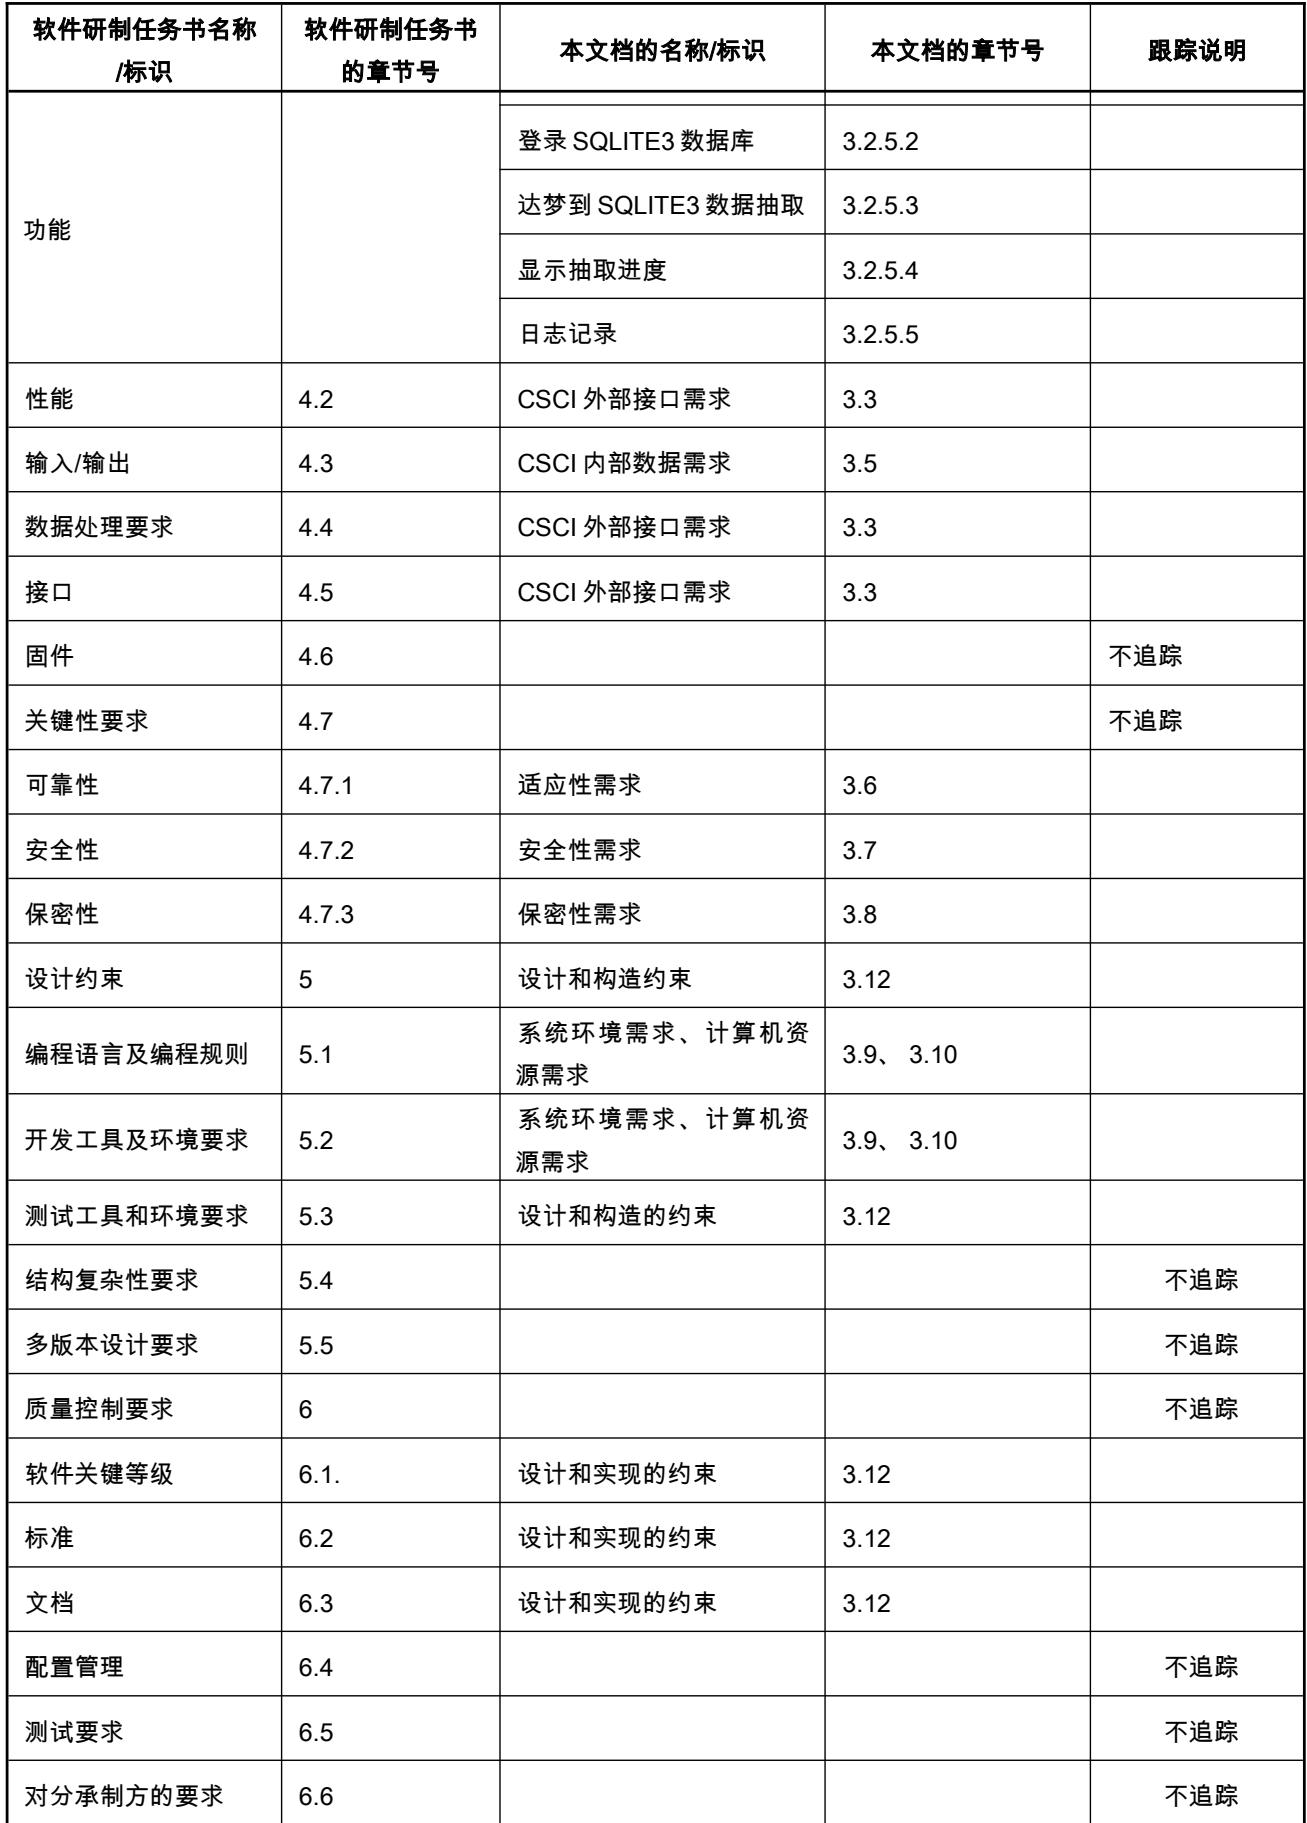 软件研制任务书名称/标识 软件研制任务书的章节号 本文档的名称/标识 本文档的章节号 跟踪说明
功能
登录 SQLITE3 数据库 3.2.5.2
达梦到 SQLITE3 数据抽取 3.2.5.3
显示抽取进度 3.2.5.4
日志记录 3.2.5.5
性能 4.2 CSCI 外部接口需求 3.3
输入/输出 4.3 CSCI 内部数据需求 3.5
数据处理要求 4.4 CSCI 外部接口需求 3.3
接口 4.5 CSCI 外部接口需求 3.3
固件 4.6 不追踪
关键性要求 4.7 不追踪
可靠性 4.7.1 适应性需求 3.6
安全性 4.7.2 安全性需求 3.7
保密性 4.7.3 保密性需求 3.8
设计约束 5 设计和构造约束 3.12
编程语言及编程规则 5.1 系统环境需求、计算机资源需求 3.9、 3.10
开发工具及环境要求 5.2 系统环境需求、计算机资源需求 3.9、 3.10
测试工具和环境要求 5.3 设计和构造的约束 3.12
结构复杂性要求 5.4 不追踪
多版本设计要求 5.5 不追踪
质量控制要求 6 不追踪
软件关键等级 6.1. 设计和实现的约束 3.12
标准 6.2 设计和实现的约束 3.12
文档 6.3 设计和实现的约束 3.12
配置管理 6.4 不追踪
测试要求 6.5 不追踪
对分承制方的要求 6.6 不追踪